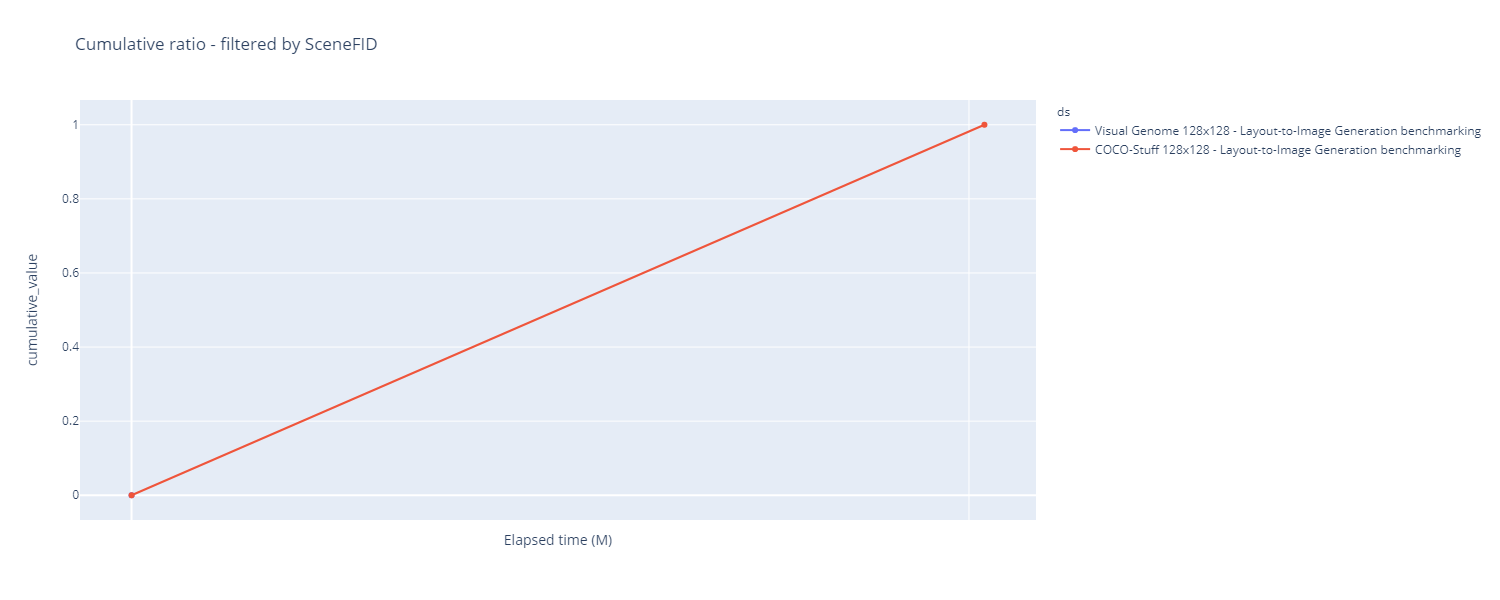 Cumulative ratio - filtered by SceneFID
ds
Visual Genome 128x128 - Layout-to-Image Generation benchmarking
COCO-Stuff 128x128 - Layout-to-Image Generation benchmarking
1
0.8
0.6
0.4
0.2
0
cumulative_value
Elapsed time (M)